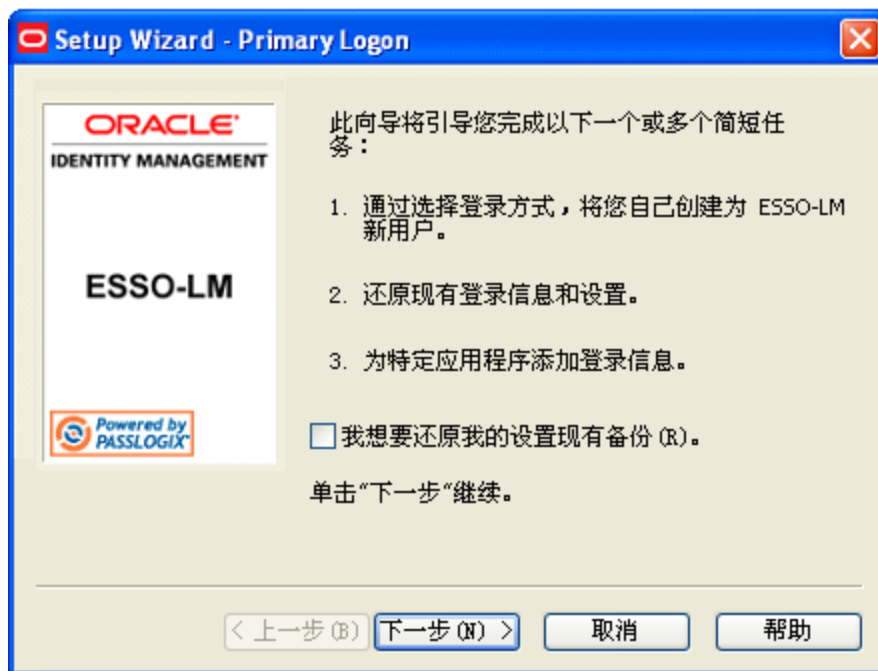 Setup Wizard - Primary Logon
ORACLE'
IDENTITY MANAGEMENT
ESSO-LM
Powered by
PASSLOGIX
此向导将引导您完成以下一个或多个简短任
务：
1. 通过选择登录方式，将您自己创建为 ESSO-LM
新用户。
2. 还原现有登录信息和设置。
3. 为特定应用程序添加登录信息。
我想要还原我的设置现有备份(R)。
单击“下一步“继续。
< 上一步(B)
下一步(N) >
取消
帮助